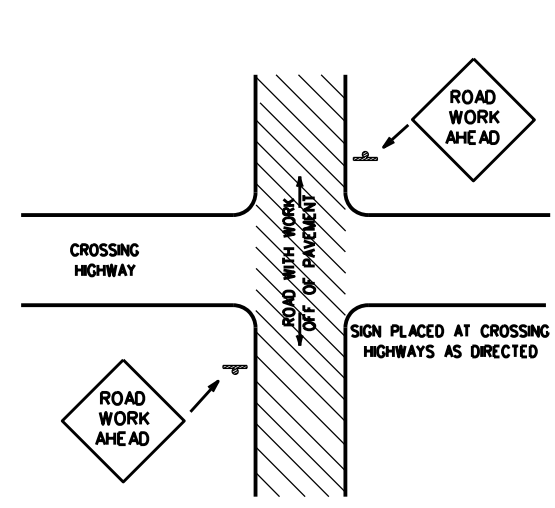 ROAD
WORK
AHEAD
CROSSING
HIGHWAY
ROAD WITH WORK
OFF OF PAVEMENT
SIGN PLACED AT CROSSING
HIGHWAYS AS DIRECTED
ROAD
WORK
AHEAD